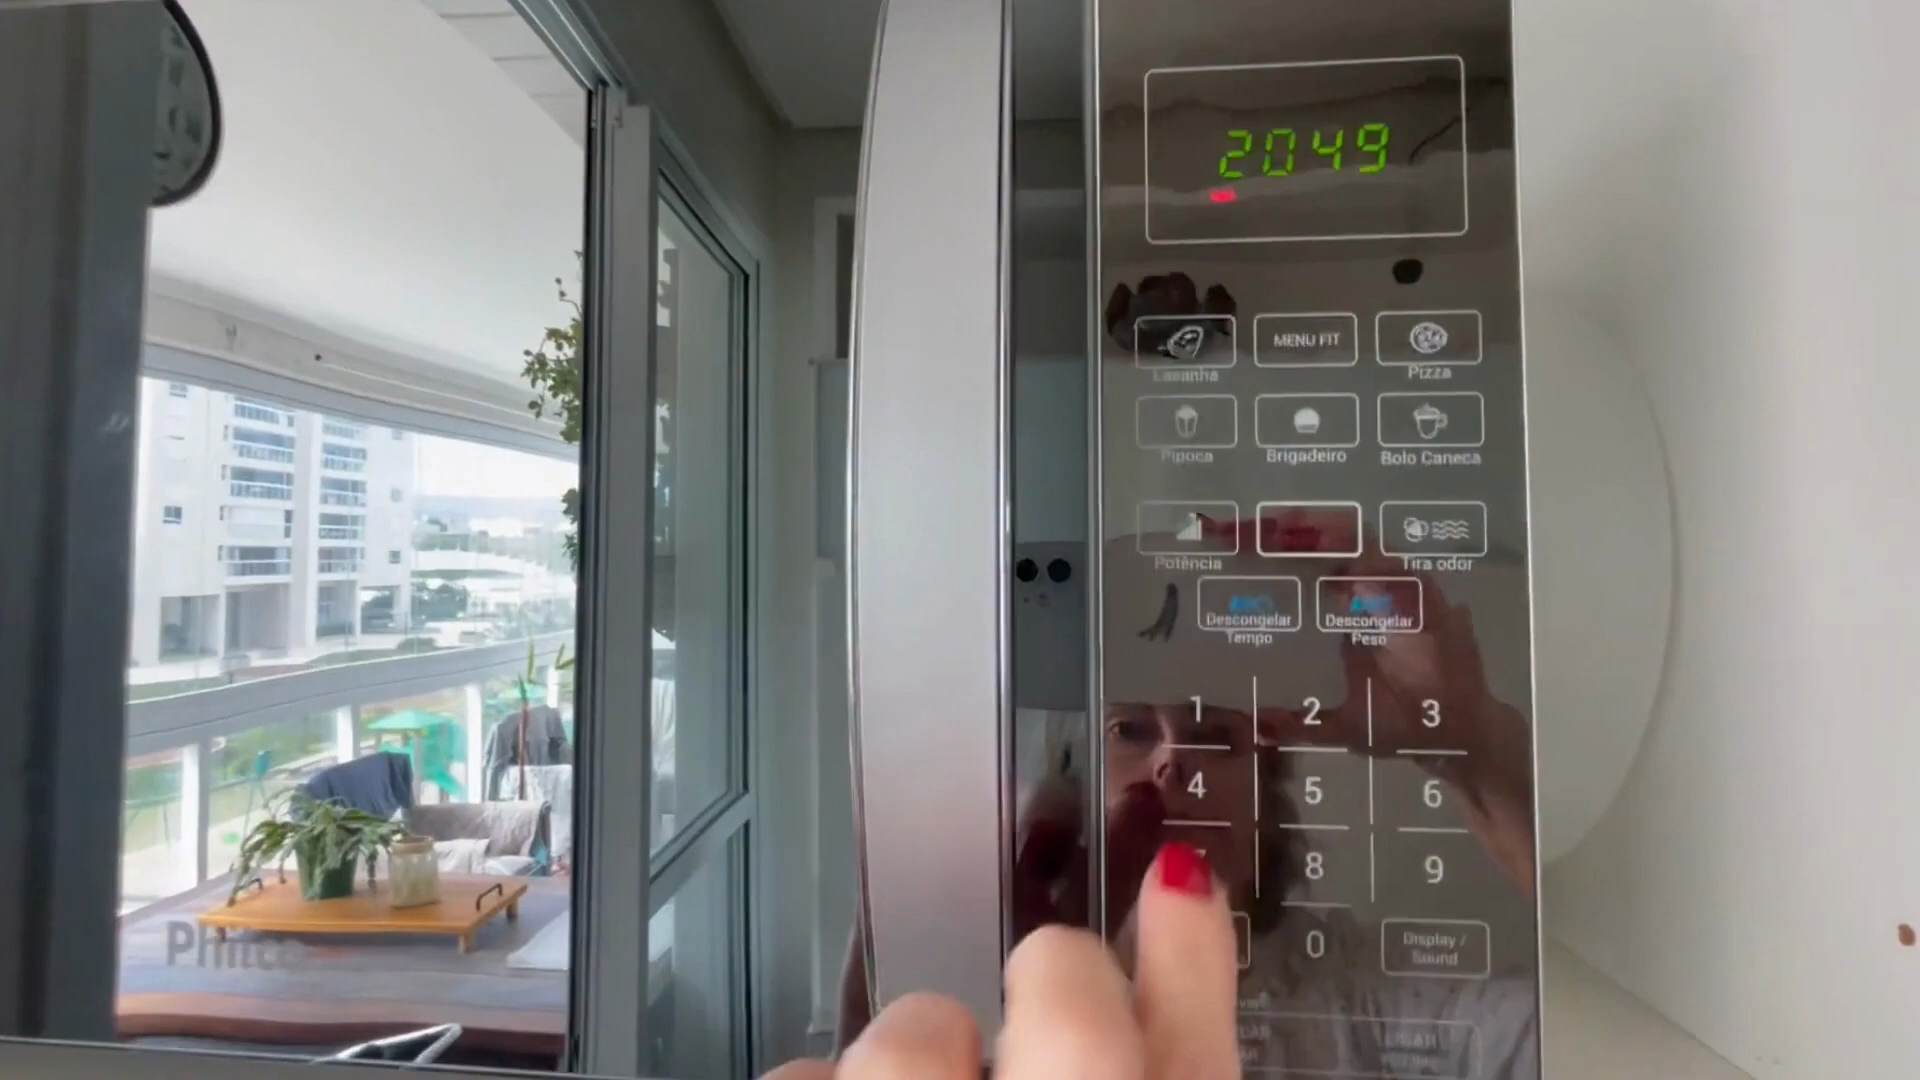 2049
MENU FIT
Lasanha
Pizza
Pipoca
Brigadeiro
Bolo Caneca
Potência
Tira odor
Descongelar
Tempo
Descongelar
Peso
1
2
3
4
5
6
8
9
0
Display /
Sound
Philco